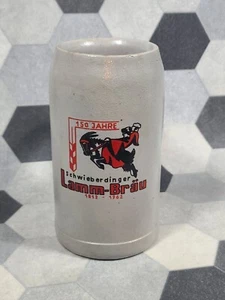 150 JAHRE
Schwieberdinger
Lamm-Bräu
1812 - 1962